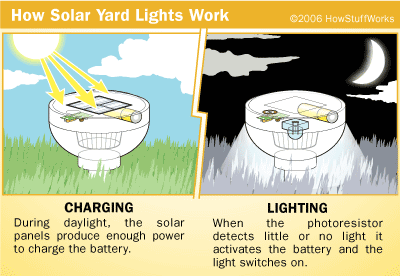 How Solar Yard Lights Work
©2006 HowStuffWorks
CHARGING
During daylight, the solar
panels produce enough power
to charge the battery.
LIGHTING
When the photoresistor
detects little or no light it
activates the battery and the
light switches on.